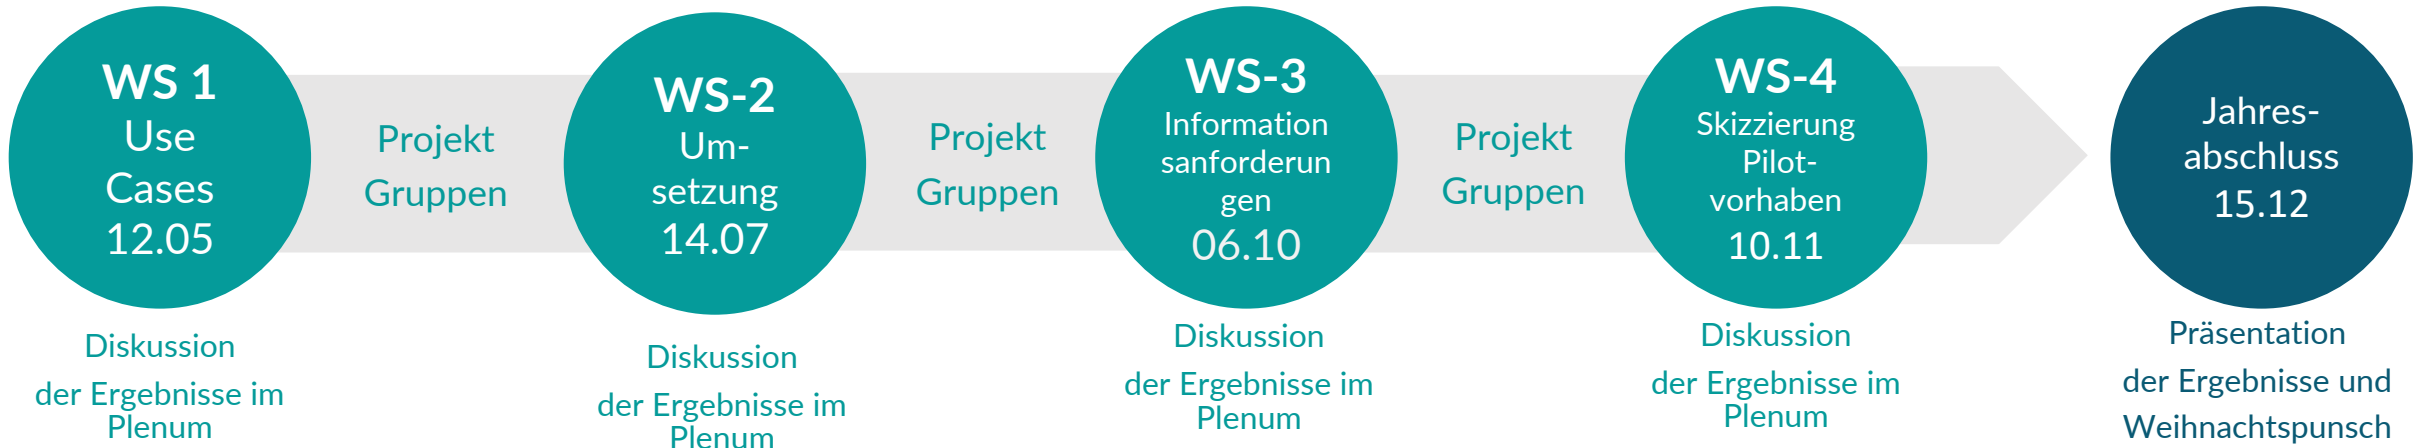 WS 1
Use
Cases
12.05
Projekt
Gruppen
WS-2
Um-
setzung
14.07
Projekt
Gruppen
WS-3
Information
sanforderun
gen
06.10
Projekt
Gruppen
WS-4
Skizzierung
Pilot-
vorhaben
10.11
Jahres-
abschluss
15.12
Diskussion
der Ergebnisse im
Plenum
Diskussion
der Ergebnisse im
Plenum
Diskussion
der Ergebnisse im
Plenum
Diskussion
der Ergebnisse im
Plenum
Präsentation
der Ergebnisse und
Weihnachtspunsch